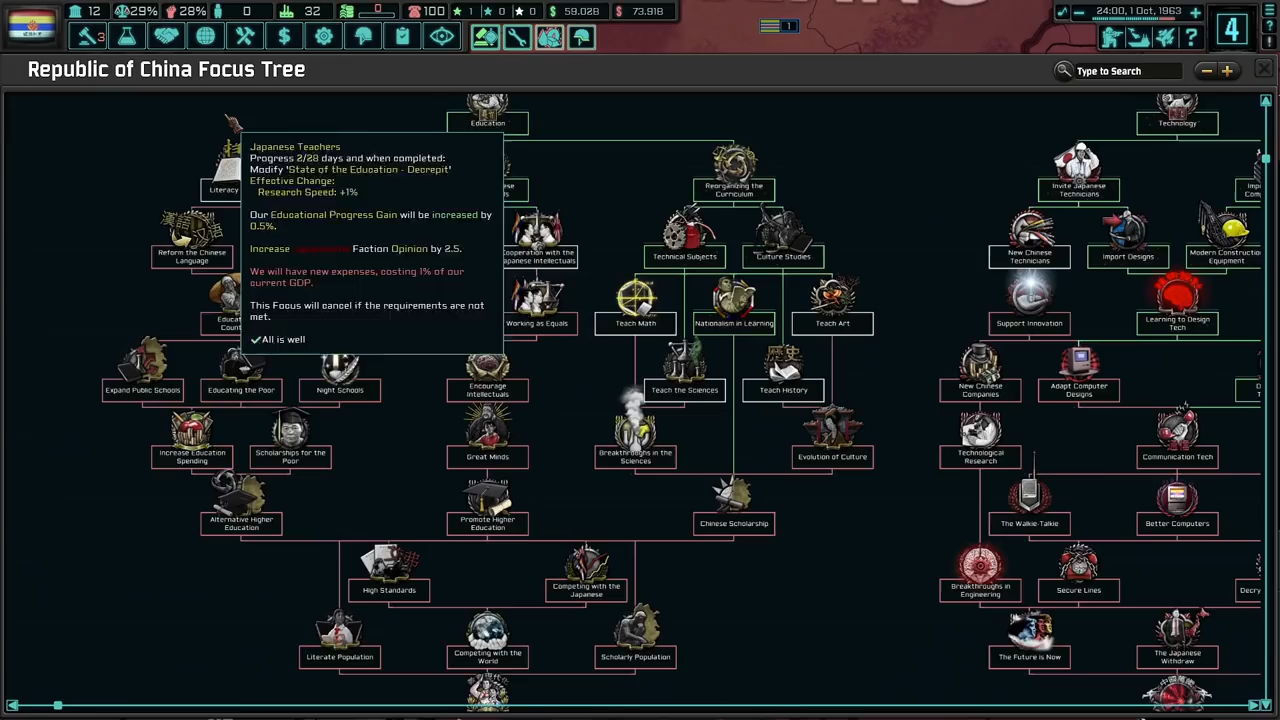 12
29%
28%
0
32
100
1
0
0
$ 59.028
$ 73.918
1
24:00, 1 Oct, 1963
4
3
Republic of China Focus Tree
Type to Search
Education
Technology
Japanese Teachers
Progress 2/28 days and when completed:
Modify 'State of the Education - Decrepit'
Effective Change:
Research Speed: +1%
Our Educational Progress Gain will be increased by
0.5%.
Increase Faction Opinion by 2.5.
We will have new expenses, costing 1% of our
current GDP.
This Focus will cancel if the requirements are not
met.
All is well
Literacy
Reorganizing the
Curriculum
Invite Japanese
Technicians
Reform the Chinese
Language
Cooperation with the
Japanese Intellectuals
Technical Subjects
Culture Studies
New Chinese
Technicians
Import Designs
Modern Construction
Equipment
Working as Equals
Teach Math
Nationalism in Learning
Teach Art
Support Innovation
Learning to Design
Tech
Expand Public Schools
Educating the Poor
Night Schools
Encourage
Intellectuals
Teach the Sciences
歴史
Teach History
New Chinese
Companies
Adapt Computer
Designs
Increase Education
Spending
Scholarships for the
Poor
Great Minds
Breakthroughs in the
Sciences
Evolution of Culture
Technological
Research
Communication Tech
Alternative Higher
Education
Promote Higher
Education
Chinese Scholarship
The Walkie-Talkie
Better Computers
High Standards
Competing with the
Japanese
Breakthroughs in
Engineering
Secure Lines
Literate Population
Competing with the
World
Scholarly Population
The Future is Now
The Japanese
Withdraw